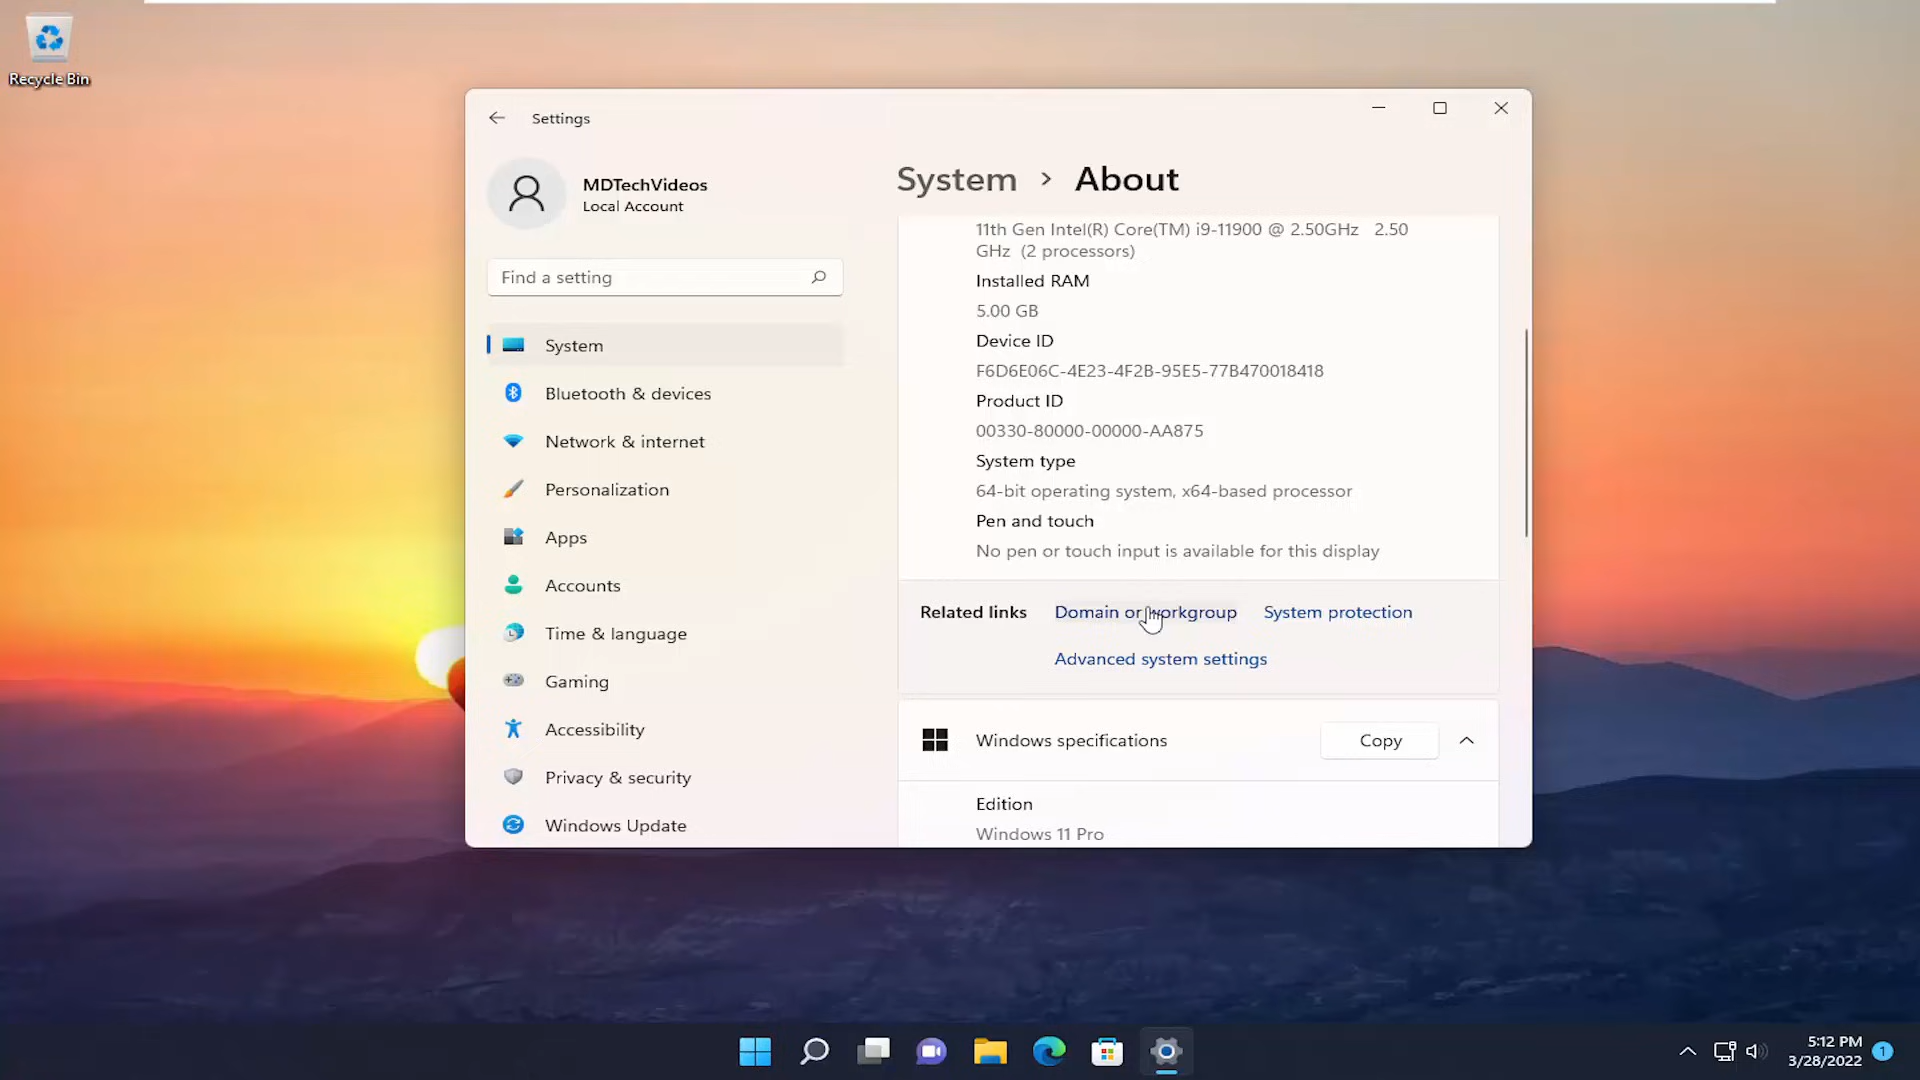 Recycle Bin
Settings
MDTechVideos
Local Account
Find a setting
System
Bluetooth & devices
Network & internet
Personalization
Apps
Accounts
Time & language
Gaming
Accessibility
Privacy & security
Windows Update
System > About
11th Gen Intel(R) Core(TM) i9-11900 @ 2.50GHz 2.50
GHz (2 processors)
Installed RAM
5.00 GB
Device ID
F6D6E06C-4E23-4F2B-95E5-77B470018418
Product ID
00330-80000-00000-AA875
System type
64-bit operating system, x64-based processor
Pen and touch
No pen or touch input is available for this display
Related links Domain or workgroup System protection
Advanced system settings
Windows specifications Copy
Edition
Windows 11 Pro
5:12 PM
3/28/2022
1